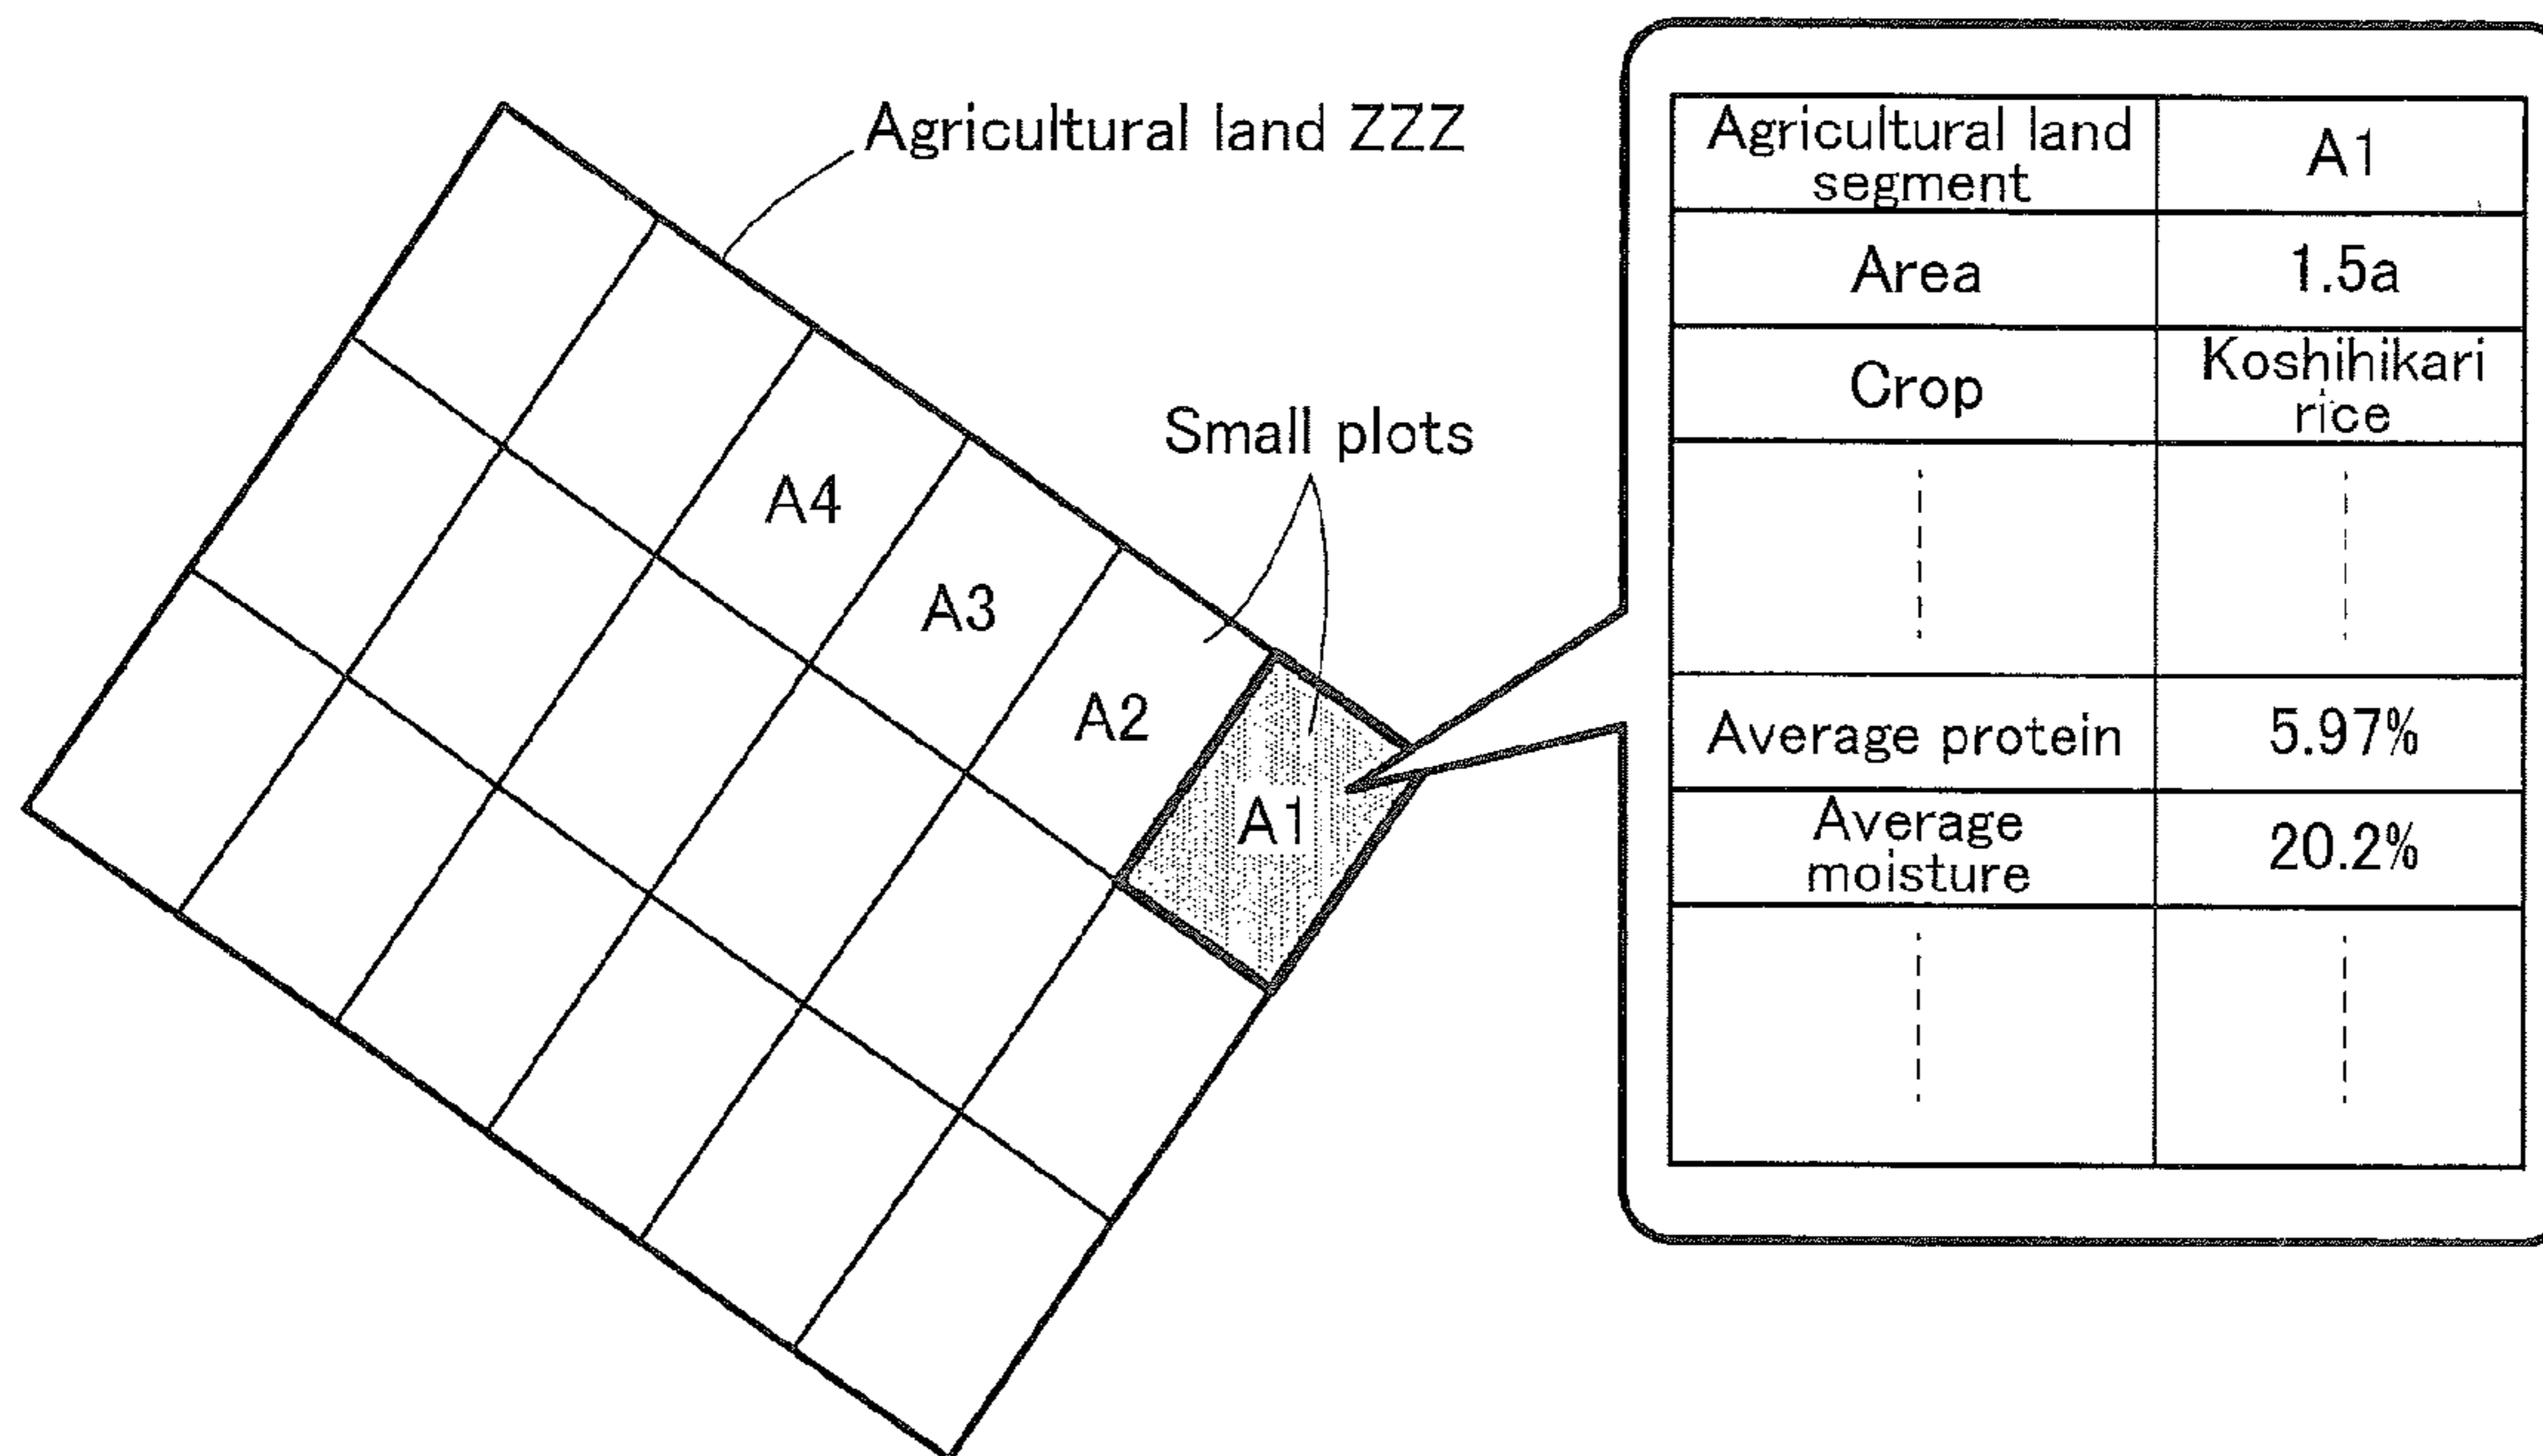 Agricultural land ZZZ
Small plots
A4
A3
A2
A1
Agricultural land
segment
A1
Area
1.5a
Crop
Koshihikari
rice
Average protein
5.97%
Average
moisture
20.2%